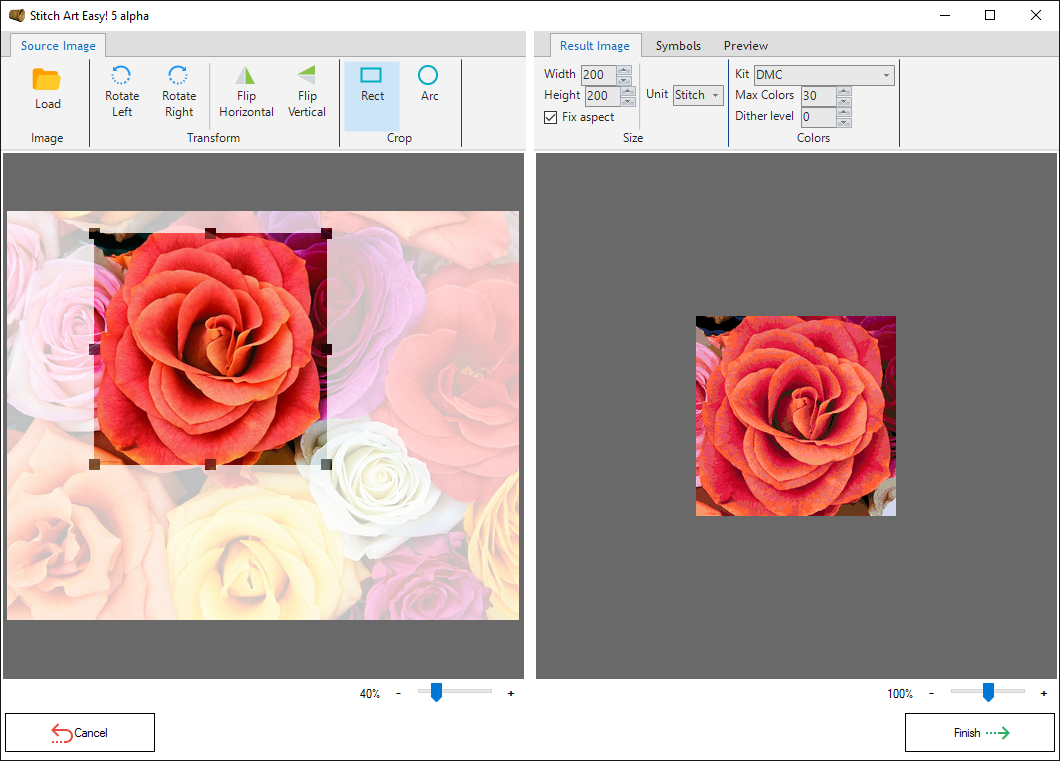 Stitch Art Easy! 5 alpha
Source Image
Load
Rotate Left
Rotate Right
Flip Horizontal
Flip Vertical
Rect
Arc
Image
Transform
Crop
Result Image
Symbols
Preview
Width 200
Height 200
Fix aspect
Unit Stitch
Size
Kit DMC
Max Colors 30
Dither level 0
Colors
40% - +
100% - +
Cancel
Finish